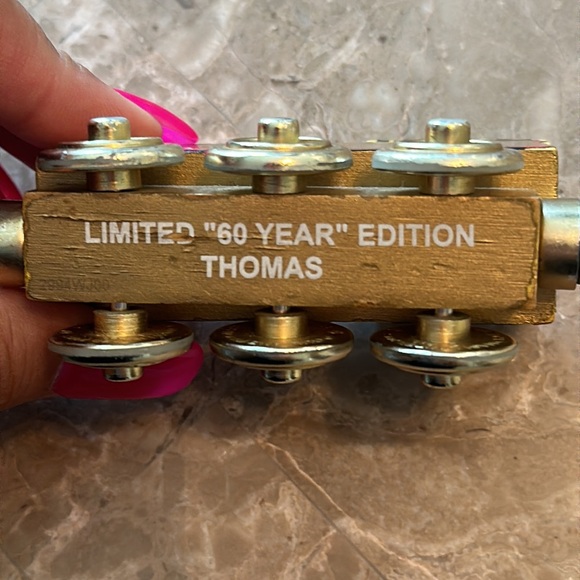 LIMITED "60 YEAR" EDITION
THOMAS